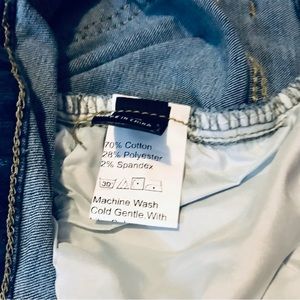 MADE IN CHINA
70% Cotton
28% Polyester
2% Spandex
30
Machine Wash
Cold Gentle,With